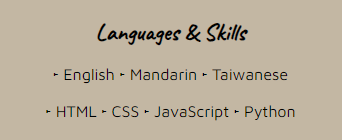 Languages & Skills
‣ English ‣ Mandarin ‣ Taiwanese
‣ HTML ‣ CSS ‣ JavaScript ‣ Python